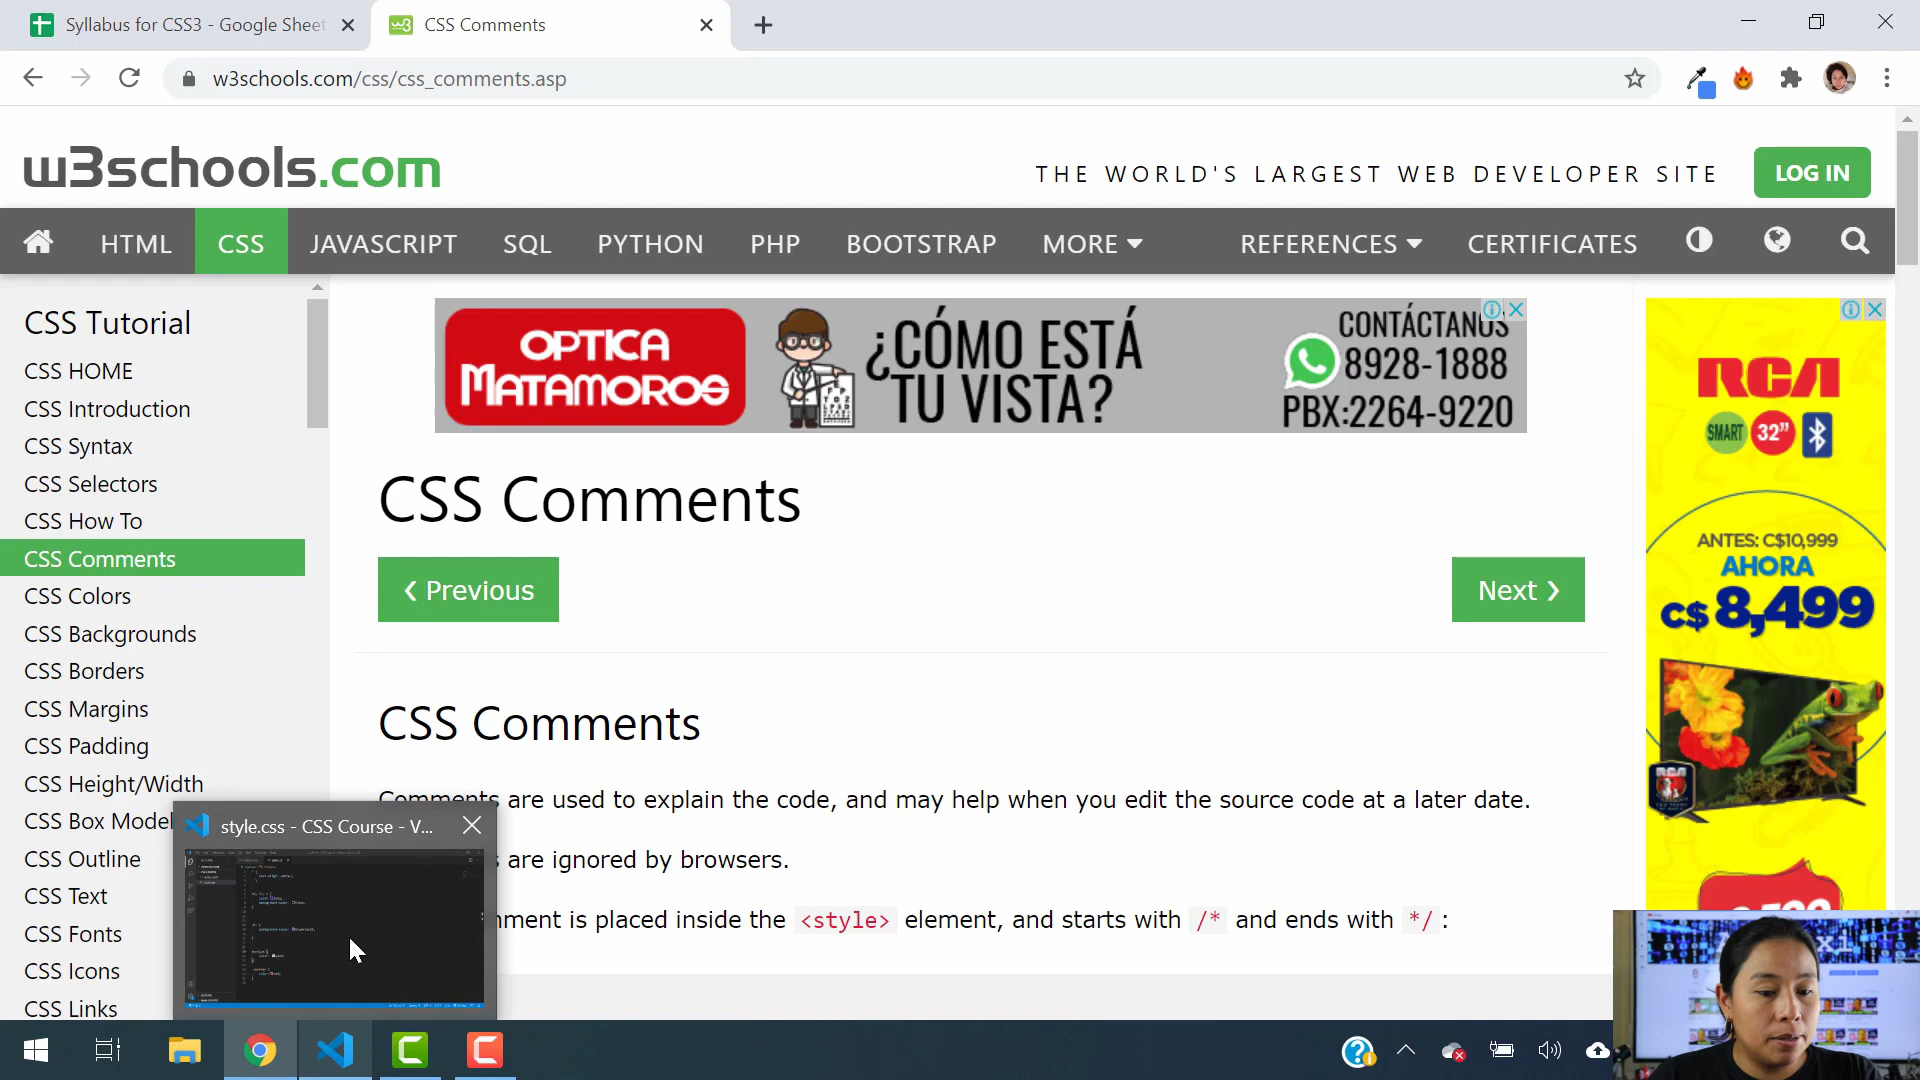 Syllabus for CSS3 - Google Sheet
CSS Comments
w3schools.com/css/css_comments.asp
w3schools.com
THE WORLD'S LARGEST WEB DEVELOPER SITE
LOG IN
HTML
CSS
JAVASCRIPT
SQL
PYTHON
PHP
BOOTSTRAP
MORE
REFERENCES
CERTIFICATES
CSS Tutorial
CSS HOME
CSS Introduction
CSS Syntax
CSS Selectors
CSS How To
CSS Comments
CSS Colors
CSS Backgrounds
CSS Borders
CSS Margins
CSS Padding
CSS Height/Width
CSS Box Model
CSS Outline
CSS Text
CSS Fonts
CSS Icons
CSS Links
OPTICA
MATAMOROS
¿CÓMO ESTÁ
TU VISTA?
CONTÁCTANOS
8928-1888
PBX:2264-9220
CSS Comments
❮ Previous
Next ❯
CSS Comments
Comments are used to explain the code, and may help when you edit the source code at a later date.
are ignored by browsers.
mment is placed inside the <style> element, and starts with /* and ends with */:
RCA
SMART
32"
ANTES: C$10,999
AHORA
C$ 8,499
RCA
style.css - CSS Course - V...